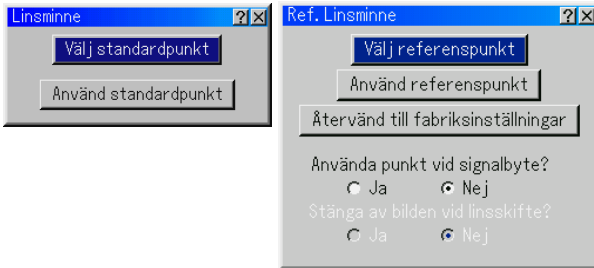 Linsminne
Välj standardpunkt
Använd standardpunkt
Ref. Linsminne
Välj referenspunkt
Använd referenspunkt
Återvänd till fabriksinställningar
Använda punkt vid signalbyte?
Ja Nej
Stänga av bilden vid linsskifte?
Ja Nej